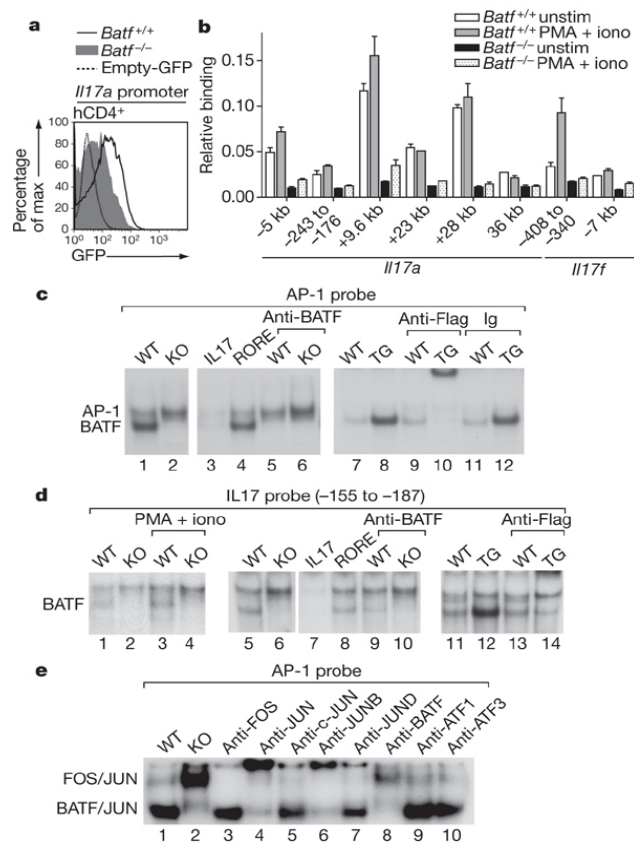 a
Batf+/+
Batf−/−
Empty-GFP
Il17a promoter
hCD4+
Percentage of max
100
80
60
40
20
0
10⁰ 10² 10² 10³
GFP
b
Batf+/+ unstim
Batf+/+ PMA + iono
Batf−/− unstim
Batf−/− PMA + iono
Relative binding
0.15
0.10
0.05
0.00
−5 kb
−243 to −176
+9.6 kb
+23 kb
+28 kb
36 kb
−408 to −340
−7 kb
Il17a Il17f
c
AP-1 probe
Anti-BATF Anti-Flag Ig
WT KO IL17 RORE WT KO WT TG WT TG WT TG
AP-1
BATF
1 2 3 4 5 6 7 8 9 10 11 12
d
IL17 probe (−155 to −187)
PMA + iono Anti-BATF Anti-Flag
WT KO WT KO WT KO IL17 RORE WT KO WT TG WT TG
BATF
1 2 3 4 5 6 7 8 9 10 11 12 13 14
e
AP-1 probe
WT KO Anti-FOS Anti-JUN Anti-c-JUN Anti-JUNB Anti-JUND Anti-BATF Anti-ATF1 Anti-ATF3
FOS/JUN
BATF/JUN
1 2 3 4 5 6 7 8 9 10